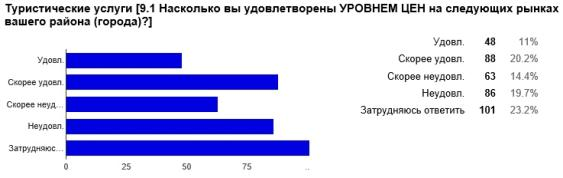 Туристические услуги [9.1 Насколько вы удовлетворены УРОВНЕМ ЦЕН на следующих рынках
вашего района (города)?]
Удовл. 48 11%
Скорее удовл. 88 20.2%
Скорее неудовл. 63 14.4%
Неудовл. 86 19.7%
Затрудняюсь ответить 101 23.2%
Удовл.
Скорее удовл.
Скорее неуд…
Неудовл.
Затрудняюс…
0 25 50 75 ..